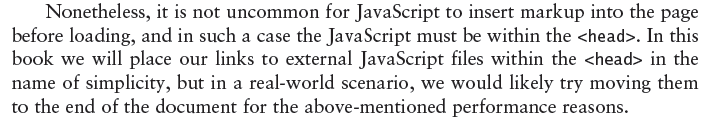 Nonetheless, it is not uncommon for JavaScript to insert markup into the page
before loading, and in such a case the JavaScript must be within the <head>. In this
book we will place our links to external JavaScript files within the <head> in the
name of simplicity, but in a real-world scenario, we would likely try moving them
to the end of the document for the above-mentioned performance reasons.